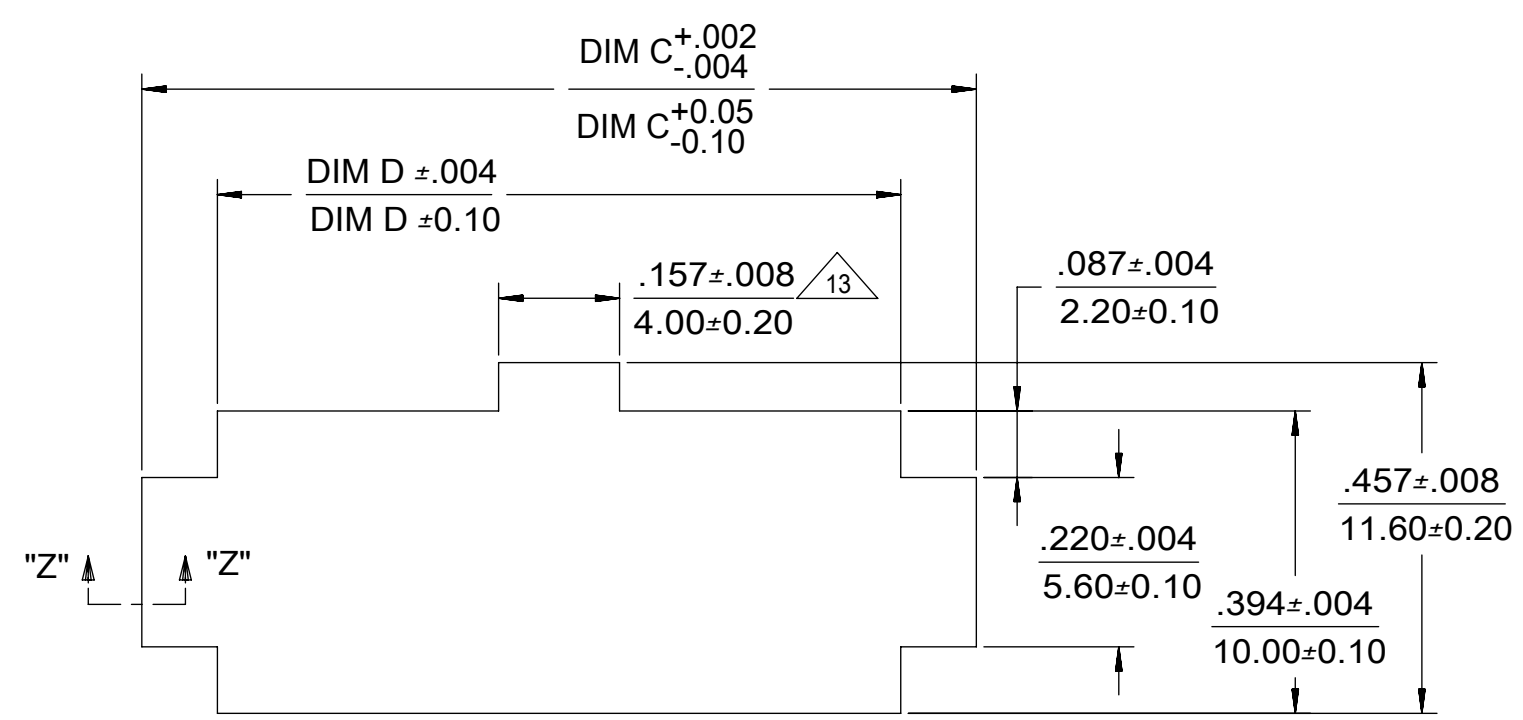 DIM C +.002
-.004
DIM C +0.05
-0.10
DIM D ±.004
DIM D ±0.10
.157±.008
13
4.00±0.20
.087±.004
2.20±0.10
.457±.008
11.60±0.20
.220±.004
5.60±0.10
"Z" "Z"
.394±.004
10.00±0.10